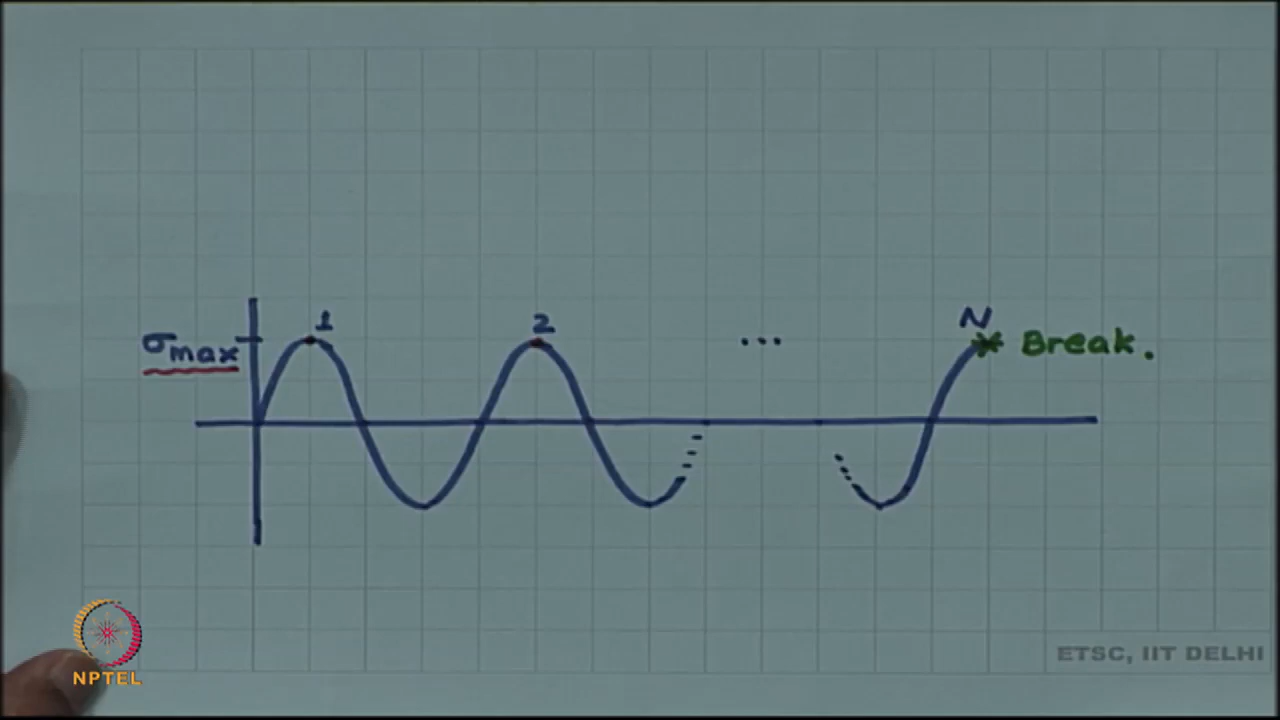 1
2
...
N
σmax
Break.
NPTEL
ETSC, IIT DELHI